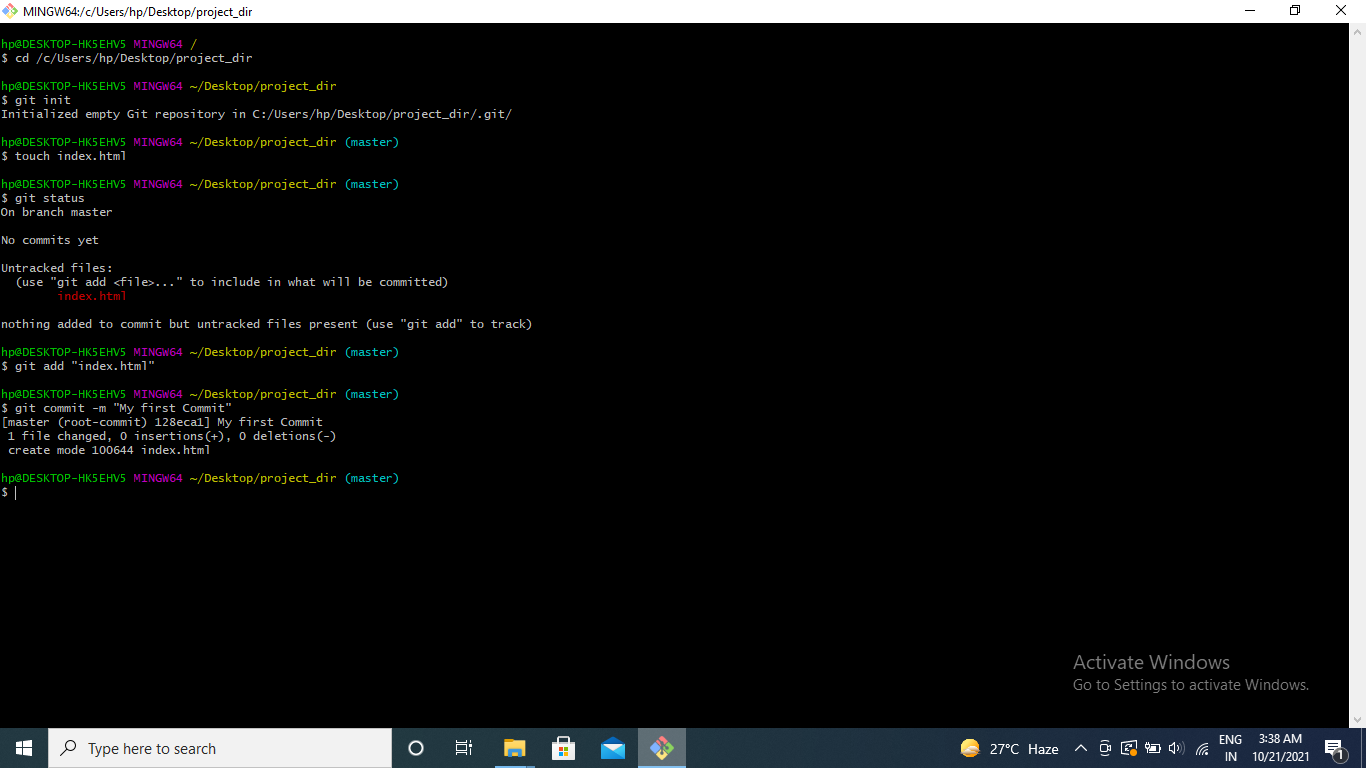 MINGW64:/c/Users/hp/Desktop/project_dir
hp@DESKTOP-HK5EHV5 MINGW64 /
$ cd /c/Users/hp/Desktop/project_dir
hp@DESKTOP-HK5EHV5 MINGW64 ~/Desktop/project_dir
$ git init
Initialized empty Git repository in C:/Users/hp/Desktop/project_dir/.git/
hp@DESKTOP-HK5EHV5 MINGW64 ~/Desktop/project_dir (master)
$ touch index.html
hp@DESKTOP-HK5EHV5 MINGW64 ~/Desktop/project_dir (master)
$ git status
On branch master
No commits yet
Untracked files:
  (use "git add <file>..." to include in what will be committed)
        index.html
nothing added to commit but untracked files present (use "git add" to track)
hp@DESKTOP-HK5EHV5 MINGW64 ~/Desktop/project_dir (master)
$ git add "index.html"
hp@DESKTOP-HK5EHV5 MINGW64 ~/Desktop/project_dir (master)
$ git commit -m "My first Commit"
[master (root-commit) 128eca1] My first Commit
 1 file changed, 0 insertions(+), 0 deletions(-)
 create mode 100644 index.html
hp@DESKTOP-HK5EHV5 MINGW64 ~/Desktop/project_dir (master)
$
Activate Windows
Go to Settings to activate Windows.
Type here to search
27°C Haze
ENG
IN
3:38 AM
10/21/2021
1